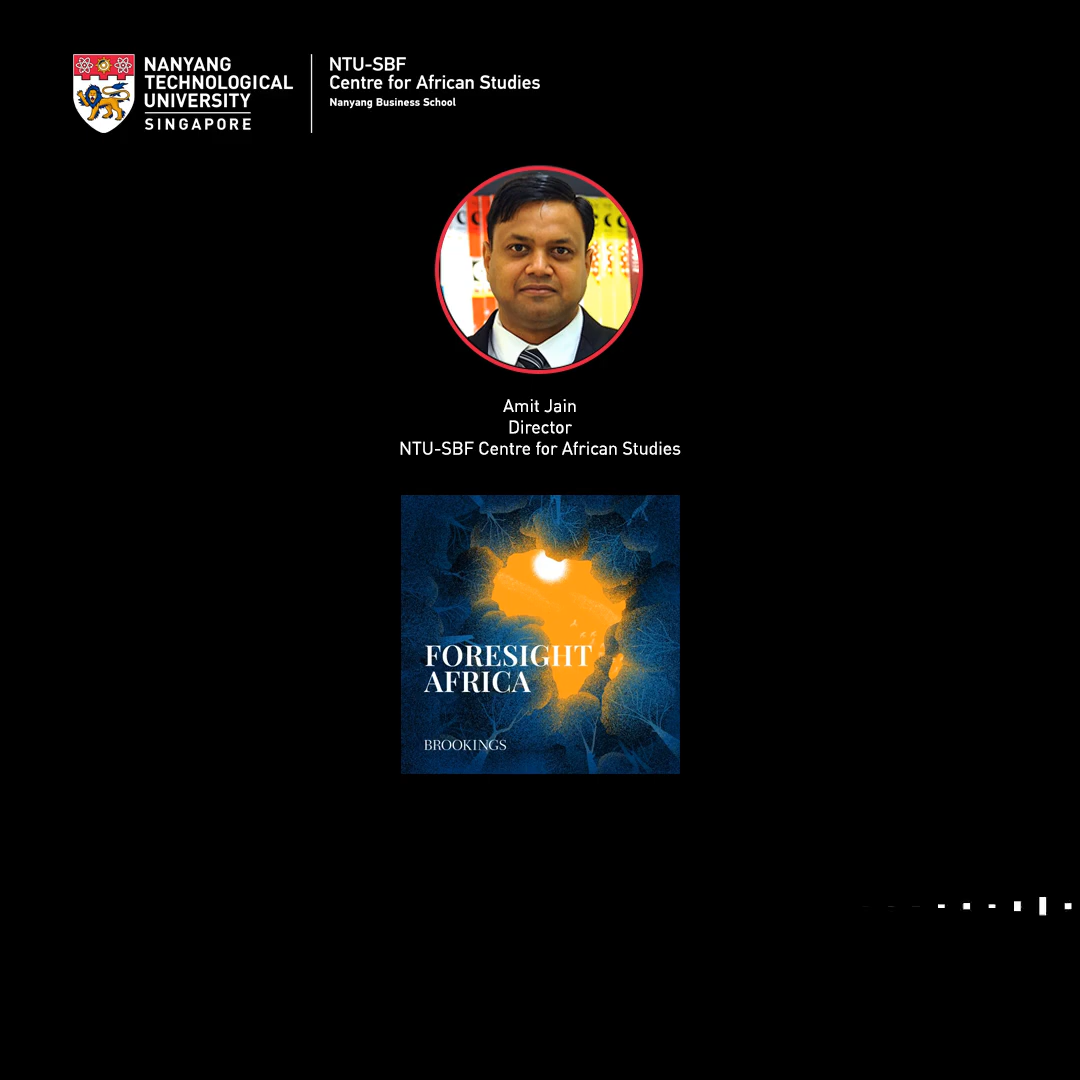 NANYANG
TECHNOLOGICAL
UNIVERSITY
SINGAPORE
NTU-SBF
Centre for African Studies
Nanyang Business School
Amit Jain
Director
NTU-SBF Centre for African Studies
FORESIGHT
AFRICA
BROOKINGS